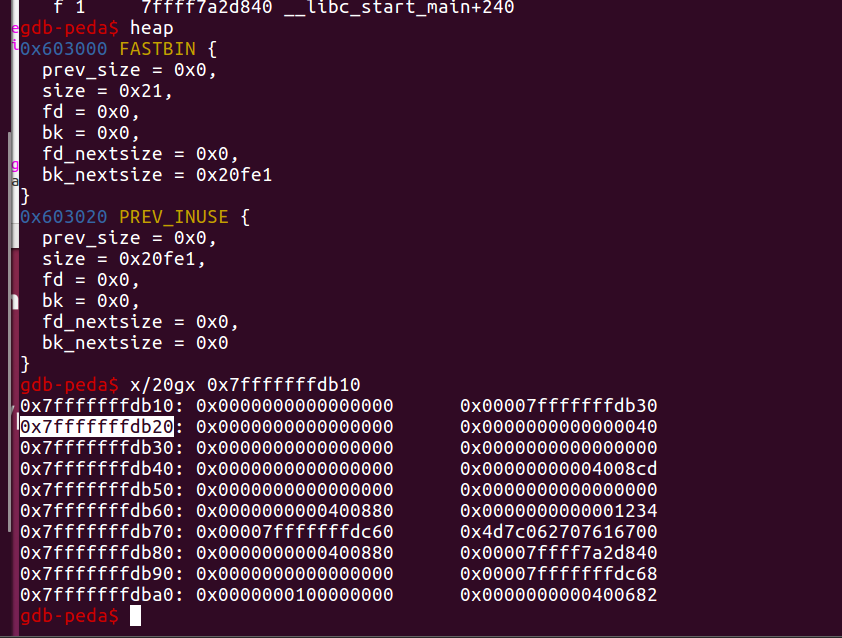 f 1     7ffff7a2d840 __libc_start_main+240
gdb-peda$ heap
0x603000 FASTBIN {
  prev_size = 0x0,
  size = 0x21,
  fd = 0x0,
  bk = 0x0,
  fd_nextsize = 0x0,
  bk_nextsize = 0x20fe1
}
0x603020 PREV_INUSE {
  prev_size = 0x0,
  size = 0x20fe1,
  fd = 0x0,
  bk = 0x0,
  fd_nextsize = 0x0,
  bk_nextsize = 0x0
}
gdb-peda$ x/20gx 0x7fffffffdb10
0x7fffffffdb10: 0x0000000000000000 0x00007fffffffdb30
0x7fffffffdb20: 0x0000000000000000 0x0000000000000040
0x7fffffffdb30: 0x0000000000000000 0x0000000000000000
0x7fffffffdb40: 0x0000000000000000 0x00000000004008cd
0x7fffffffdb50: 0x0000000000000000 0x0000000000000000
0x7fffffffdb60: 0x0000000000400880 0x0000000000001234
0x7fffffffdb70: 0x00007fffffffdc60 0x4d7c062707616700
0x7fffffffdb80: 0x0000000000400880 0x00007ffff7a2d840
0x7fffffffdb90: 0x0000000000000000 0x00007fffffffdc68
0x7fffffffdba0: 0x0000000100000000 0x0000000000400682
gdb-peda$